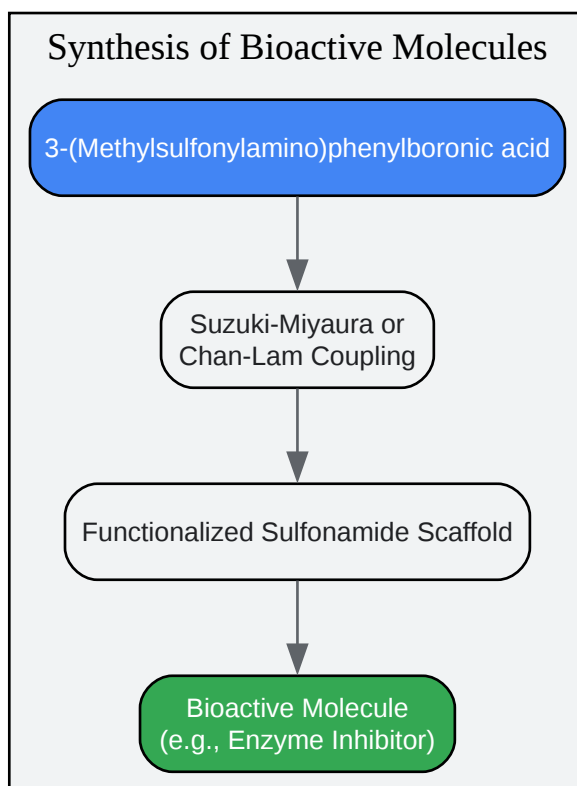 Synthesis of Bioactive Molecules
3-(Methylsulfonylamino)phenylboronic acid
Suzuki-Miyaura or
Chan-Lam Coupling
Functionalized Sulfonamide Scaffold
Bioactive Molecule
(e.g., Enzyme Inhibitor)